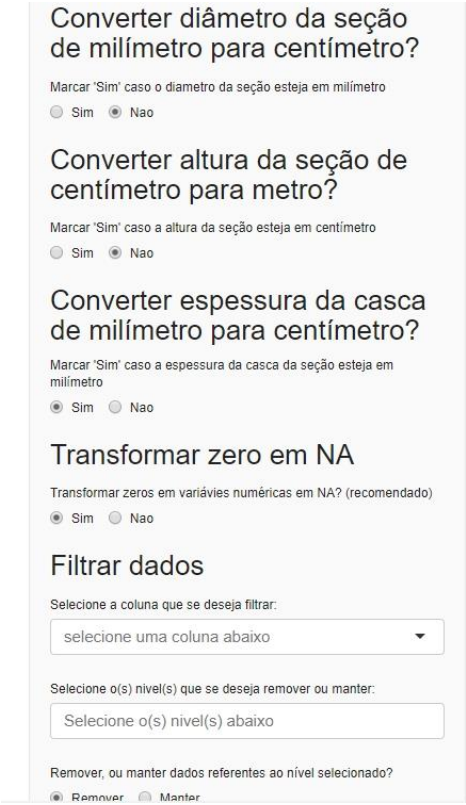 Converter diâmetro da seção
de milímetro para centímetro?
Marcar 'Sim' caso o diametro da seção esteja em milímetro
Sim Nao
Converter altura da seção de
centímetro para metro?
Marcar 'Sim' caso a altura da seção esteja em centímetro
Sim Nao
Converter espessura da casca
de milímetro para centímetro?
Marcar 'Sim' caso a espessura da casca da seção esteja em
milímetro
Sim Nao
Transformar zero em NA
Transformar zeros em variávies numéricas em NA? (recomendado)
Sim Nao
Filtrar dados
Selecione a coluna que se deseja filtrar:
selecione uma coluna abaixo
Selecione o(s) nivel(s) que se deseja remover ou manter:
Selecione o(s) nivel(s) abaixo
Remover, ou manter dados referentes ao nível selecionado?
Remover Manter